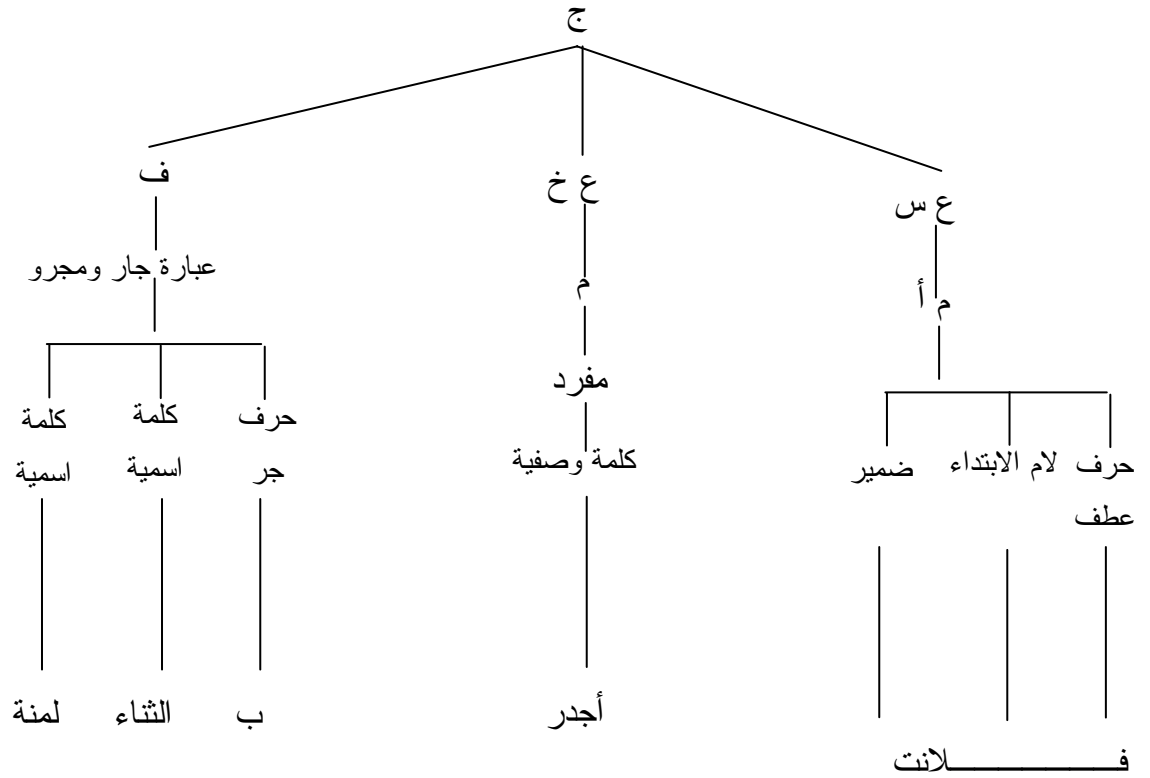 ج
ع س
ع خ
ف
م أ
م
عبارة جار ومجرو
حرف عطف
لام الابتداء
ضمير
مفرد
كلمة وصفية
حرف جر
كلمة اسمية
كلمة اسمية
فــــــــلانت
أجدر
ب
الثناء
لمنة